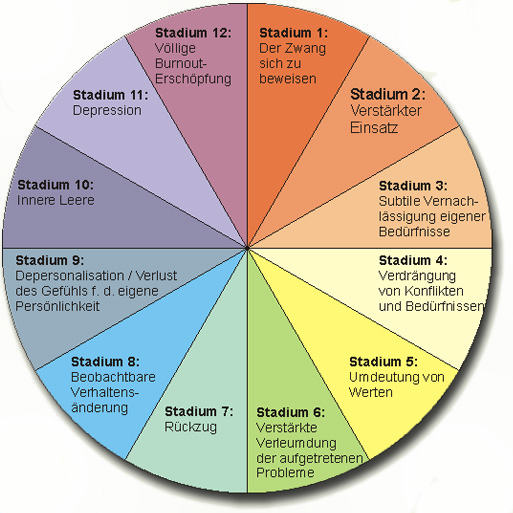 Stadium 1:
Der Zwang
sich zu
beweisen
Stadium 2:
Verstärkter
Einsatz
Stadium 3:
Subtile Vernach-
lässigung eigener
Bedürfnisse
Stadium 4:
Verdrängung
von Konflikten
und Bedürfnissen
Stadium 5:
Umdeutung von
Werten
Stadium 6:
Verstärkte
Verleumdung
der aufgetretenen
Probleme
Stadium 7:
Rückzug
Stadium 8:
Beobachtbare
Verhaltens-
änderung
Stadium 9:
Depersonalisation / Verlust
des Gefühls f. d. eigene
Persönlichkeit
Stadium 10:
Innere Leere
Stadium 11:
Depression
Stadium 12:
Völlige
Burnout-
Erschöpfung